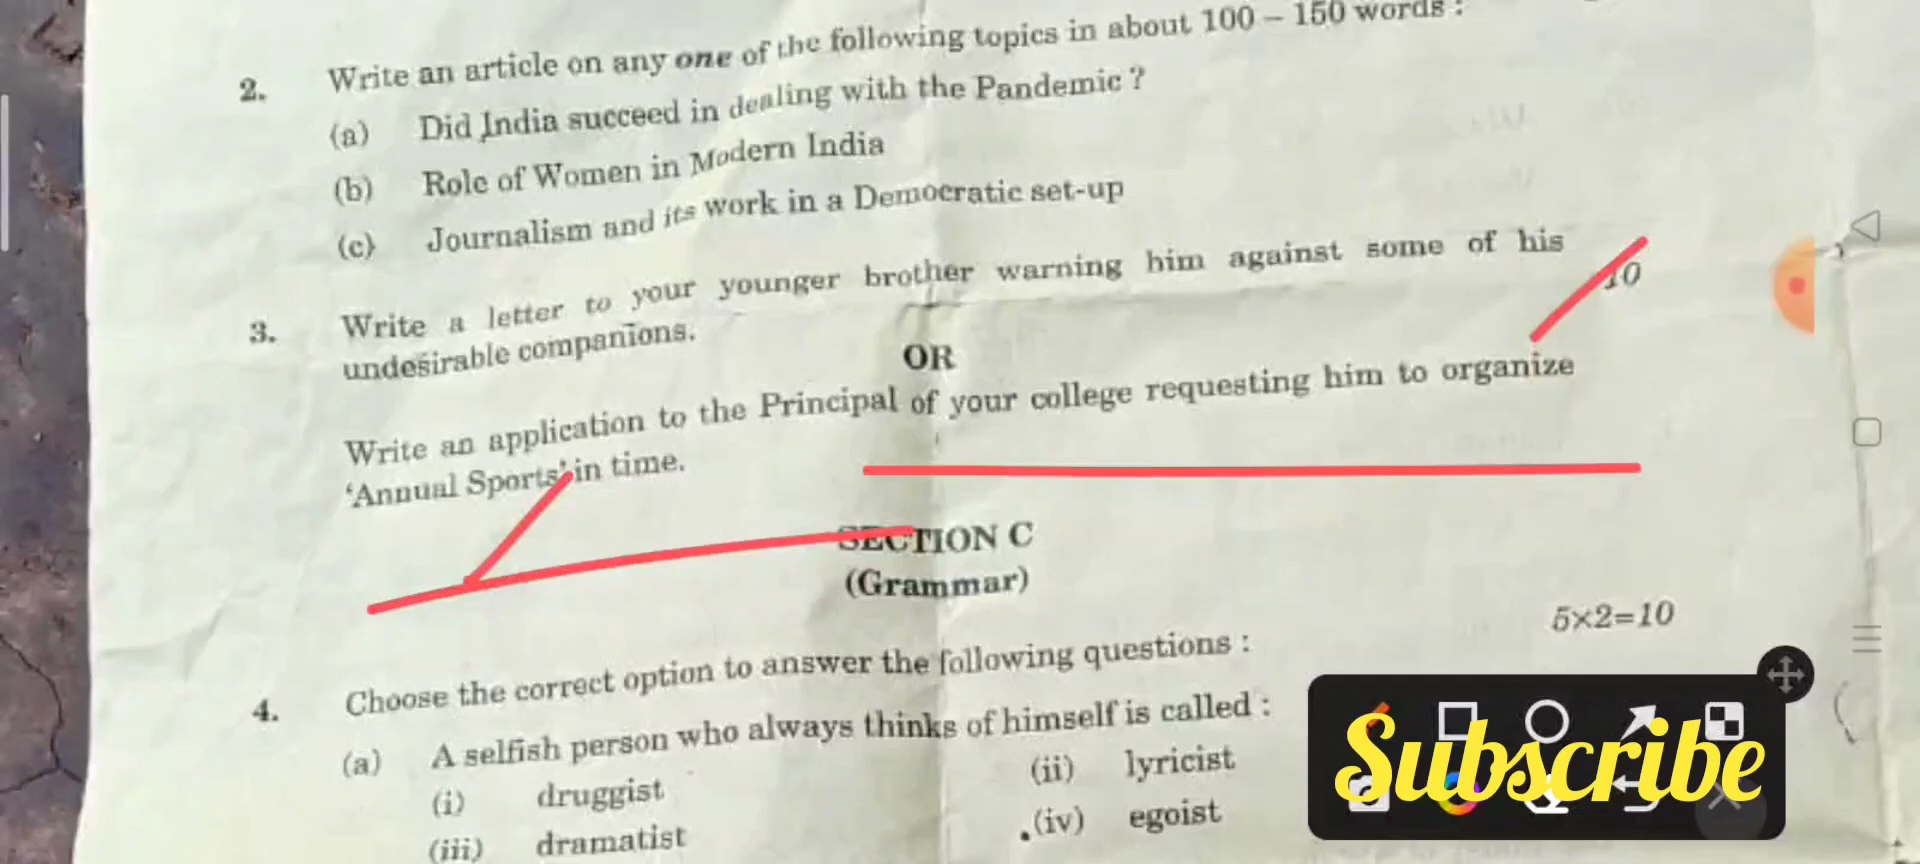 2. Write an article on any one of the following topics in about 100 – 150 words :
(a) Did India succeed in dealing with the Pandemic ?
(b) Role of Women in Modern India
(c) Journalism and its work in a Democratic set-up
3. Write a letter to your younger brother warning him against some of his
undesirable companions.
10
OR
Write an application to the Principal of your college requesting him to organize
'Annual Sports' in time.
SECTION C
(Grammar)
5×2=10
4. Choose the correct option to answer the following questions :
(a) A selfish person who always thinks of himself is called :
(i) druggist (ii) lyricist
(iii) dramatist (iv) egoist
Subscribe